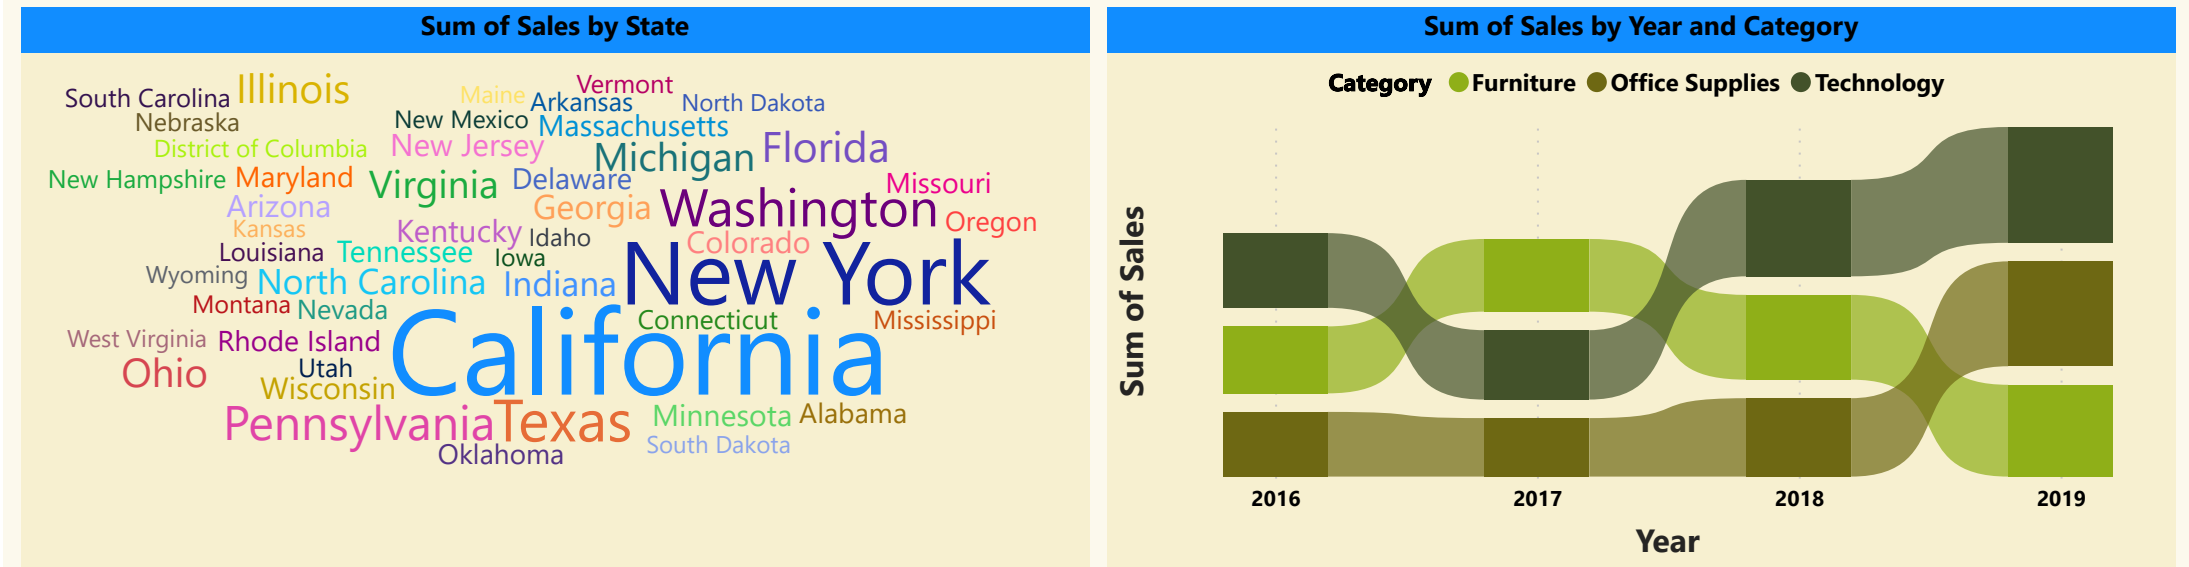 Sum of Sales by State
South Carolina
Illinois
Maine
Vermont
Arkansas
North Dakota
Nebraska
New Mexico
Massachusetts
District of Columbia
New Jersey
Michigan
Florida
New Hampshire
Maryland
Virginia
Delaware
Missouri
Arizona
Georgia
Washington
Oregon
Kansas
Kentucky
Idaho
Colorado
Louisiana
Tennessee
Iowa
New York
Wyoming
North Carolina
Indiana
Montana
Nevada
Connecticut
Mississippi
West Virginia
Rhode Island
California
Ohio
Utah
Wisconsin
Pennsylvania
Texas
Minnesota
Alabama
Oklahoma
South Dakota
Sum of Sales by Year and Category
Category Furniture Office Supplies Technology
Sum of Sales
2016 2017 2018 2019
Year